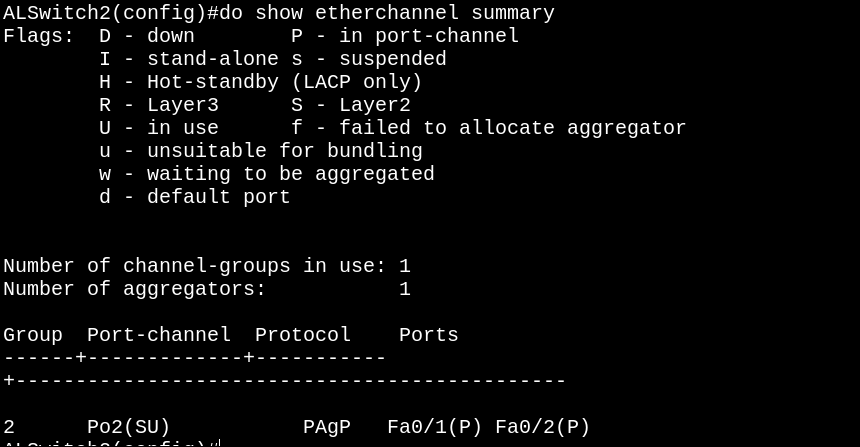 ALSwitch2(config)#do show etherchannel summary
Flags:  D - down        P - in port-channel
        I - stand-alone s - suspended
        H - Hot-standby (LACP only)
        R - Layer3      S - Layer2
        U - in use      f - failed to allocate aggregator
        u - unsuitable for bundling
        w - waiting to be aggregated
        d - default port
Number of channel-groups in use: 1
Number of aggregators:           1
Group  Port-channel  Protocol    Ports
------+-------------+-----------
+----------------------------------------------
2      Po2(SU)           PAgP   Fa0/1(P) Fa0/2(P)
ALSwitch2(config)#